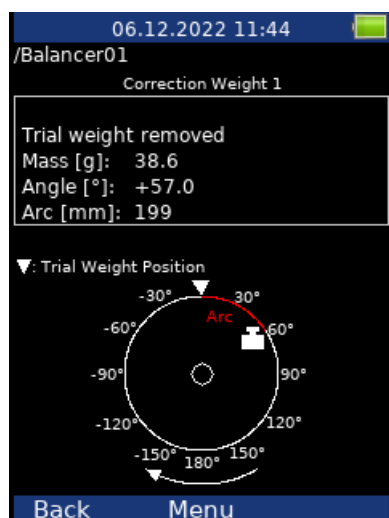 06.12.2022 11:44
/Balancer01
Correction Weight 1
Trial weight removed
Mass [g]: 38.6
Angle [°]: +57.0
Arc [mm]: 199
▼: Trial Weight Position
-30° 30°
Arc
-60° 60°
-90° 90°
-120° 120°
-150° 180° 150°
Back Menu